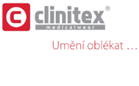 clinitex®
medicalwear
Umění oblékat ...